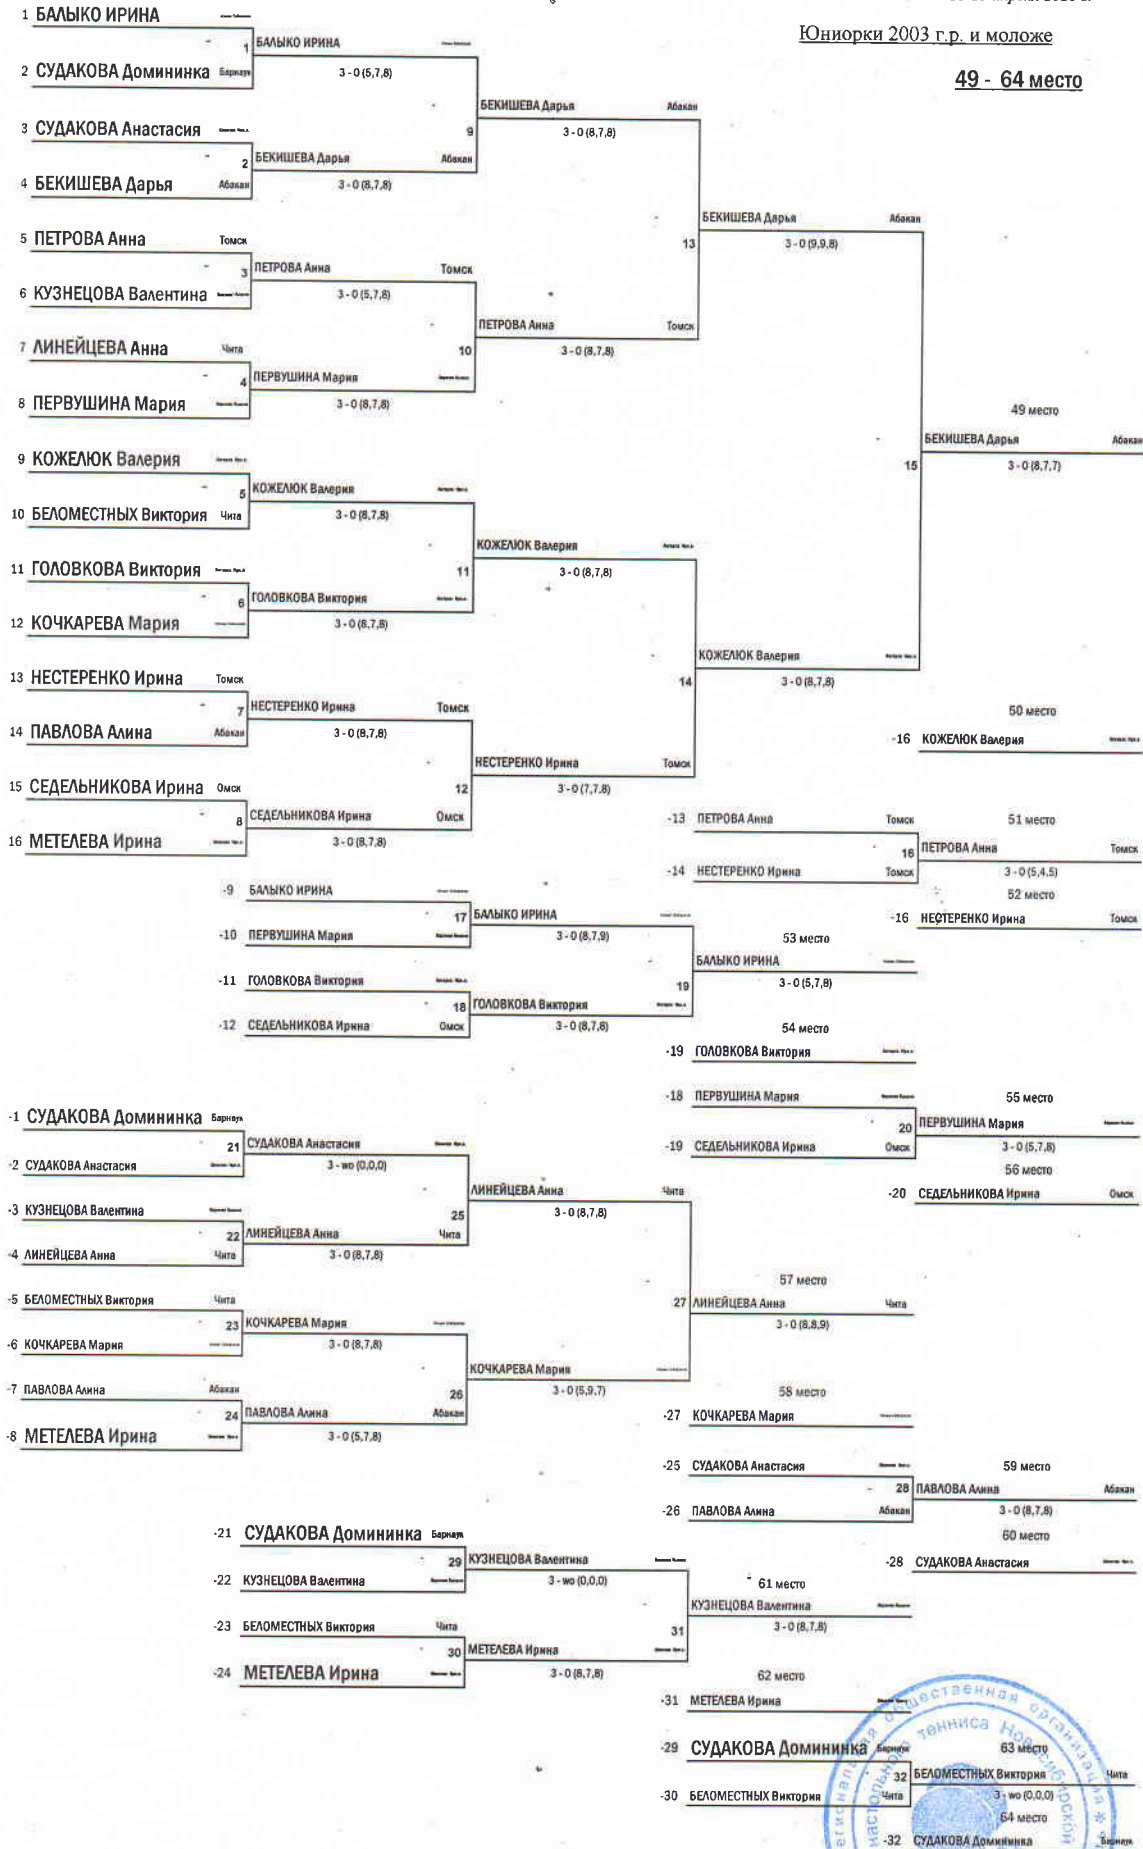 Юниорки 2003 г.р. и моложе
49 - 64 место
1 БАЛЫКО ИРИНА
1 БАЛЫКО ИРИНА
2 СУДАКОВА Домининка Барнаул
3 - 0 (5,7,8)
БЕКИШЕВА Дарья Абакан
3 СУДАКОВА Анастасия
9 3 - 0 (8,7,8)
2 БЕКИШЕВА Дарья Абакан
4 БЕКИШЕВА Дарья Абакан
3 - 0 (8,7,8)
БЕКИШЕВА Дарья Абакан
5 ПЕТРОВА Анна Томск
13 3 - 0 (9,9,8)
3 ПЕТРОВА Анна Томск
6 КУЗНЕЦОВА Валентина
3 - 0 (5,7,8)
ПЕТРОВА Анна Томск
7 ЛИНЕЙЦЕВА Анна Чита
10 3 - 0 (8,7,8)
4 ПЕРВУШИНА Мария
8 ПЕРВУШИНА Мария
3 - 0 (8,7,8)
49 место
БЕКИШЕВА Дарья Абакан
9 КОЖЕЛЮК Валерия
15 3 - 0 (8,7,7)
5 КОЖЕЛЮК Валерия
10 БЕЛОМЕСТНЫХ Виктория Чита
3 - 0 (8,7,8)
КОЖЕЛЮК Валерия
11 ГОЛОВКОВА Виктория
11 3 - 0 (8,7,8)
6 ГОЛОВКОВА Виктория
12 КОЧКАРЕВА Мария
3 - 0 (8,7,8)
КОЖЕЛЮК Валерия
13 НЕСТЕРЕНКО Ирина Томск
14 3 - 0 (8,7,8)
7 НЕСТЕРЕНКО Ирина Томск
50 место
14 ПАВЛОВА Алина Абакан
3 - 0 (8,7,8)
-16 КОЖЕЛЮК Валерия
НЕСТЕРЕНКО Ирина Томск
15 СЕДЕЛЬНИКОВА Ирина Омск
12 3 - 0 (7,7,8)
8 СЕДЕЛЬНИКОВА Ирина Омск
-13 ПЕТРОВА Анна Томск
51 место
16 МЕТЕЛЕВА Ирина
3 - 0 (8,7,8)
16 ПЕТРОВА Анна Томск
-14 НЕСТЕРЕНКО Ирина Томск
3 - 0 (5,4,5)
-9 БАЛЫКО ИРИНА
52 место
17 БАЛЫКО ИРИНА
-16 НЕСТЕРЕНКО Ирина Томск
-10 ПЕРВУШИНА Мария
3 - 0 (8,7,9)
53 место
БАЛЫКО ИРИНА
-11 ГОЛОВКОВА Виктория
19 3 - 0 (5,7,8)
18 ГОЛОВКОВА Виктория
-12 СЕДЕЛЬНИКОВА Ирина Омск
3 - 0 (8,7,8)
54 место
-19 ГОЛОВКОВА Виктория
-18 ПЕРВУШИНА Мария
55 место
-1 СУДАКОВА Домининка Барнаул
20 ПЕРВУШИНА Мария
21 СУДАКОВА Анастасия
-19 СЕДЕЛЬНИКОВА Ирина Омск
3 - 0 (5,7,8)
-2 СУДАКОВА Анастасия
3 - wo (0,0,0)
56 место
ЛИНЕЙЦЕВА Анна Чита
-20 СЕДЕЛЬНИКОВА Ирина Омск
-3 КУЗНЕЦОВА Валентина
25 3 - 0 (8,7,8)
22 ЛИНЕЙЦЕВА Анна Чита
-4 ЛИНЕЙЦЕВА Анна Чита
3 - 0 (8,7,8)
57 место
-5 БЕЛОМЕСТНЫХ Виктория Чита
27 ЛИНЕЙЦЕВА Анна Чита
23 КОЧКАРЕВА Мария
3 - 0 (8,8,9)
-6 КОЧКАРЕВА Мария
3 - 0 (8,7,8)
КОЧКАРЕВА Мария
-7 ПАВЛОВА Алина Абакан
26 3 - 0 (5,9,7)
58 место
24 ПАВЛОВА Алина Абакан
-27 КОЧКАРЕВА Мария
-8 МЕТЕЛЕВА Ирина
3 - 0 (5,7,8)
-25 СУДАКОВА Анастасия
59 место
28 ПАВЛОВА Алина Абакан
-26 ПАВЛОВА Алина Абакан
3 - 0 (8,7,8)
-21 СУДАКОВА Домининка Барнаул
60 место
29 КУЗНЕЦОВА Валентина
-28 СУДАКОВА Анастасия
-22 КУЗНЕЦОВА Валентина
3 - wo (0,0,0)
61 место
КУЗНЕЦОВА Валентина
-23 БЕЛОМЕСТНЫХ Виктория Чита
31 3 - 0 (8,7,8)
30 МЕТЕЛЕВА Ирина
-24 МЕТЕЛЕВА Ирина
3 - 0 (8,7,8)
62 место
-31 МЕТЕЛЕВА Ирина
-29 СУДАКОВА Домининка Барнаул
63 место
32 БЕЛОМЕСТНЫХ Виктория Чита
-30 БЕЛОМЕСТНЫХ Виктория Чита
3 - wo (0,0,0)
64 место
-32 СУДАКОВА Домининка Барнаул
общественная организация
настольного тенниса Новосибирской